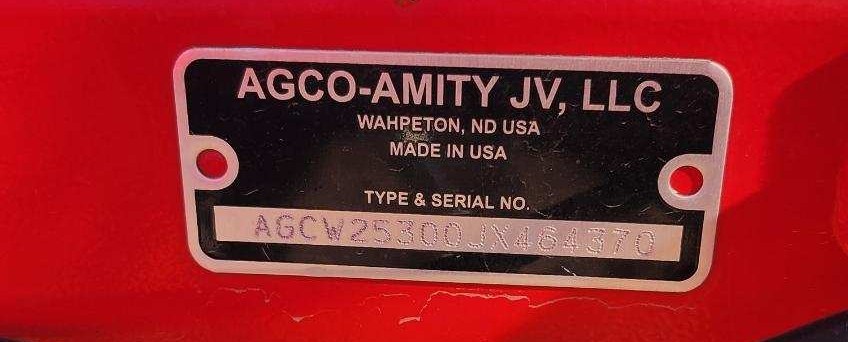 AGCO-AMITY JV, LLC
WAHPETON, ND USA
MADE IN USA
TYPE & SERIAL NO.
AGCW25300JX464370